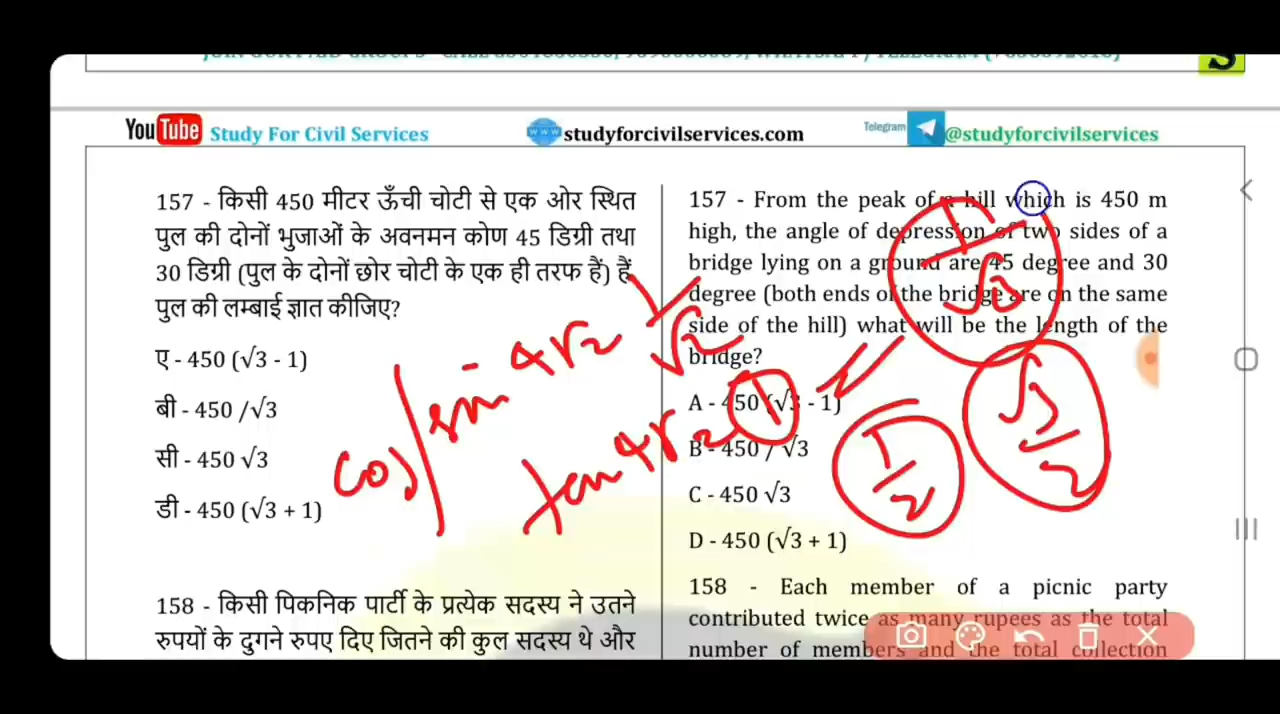 YouTube Study For Civil Services
www studyforcivilservices.com
Telegram @studyforcivilservices
157 - किसी 450 मीटर ऊँची चोटी से एक ओर स्थित
पुल की दोनों भुजाओं के अवनमन कोण 45 डिग्री तथा
30 डिग्री (पुल के दोनों छोर चोटी के एक ही तरफ हैं) हैं
पुल की लम्बाई ज्ञात कीजिए?
ए - 450 (√3 - 1)
बी - 450 /√3
सी - 450 √3
डी - 450 (√3 + 1)
158 - किसी पिकनिक पार्टी के प्रत्येक सदस्य ने उतने
रुपयों के दुगने रुपए दिए जितने की कुल सदस्य थे और
157 - From the peak of a hill which is 450 m
high, the angle of depression of two sides of a
bridge lying on a ground are 45 degree and 30
degree (both ends of the bridge are on the same
side of the hill) what will be the length of the
bridge?
A - 450 (√3 - 1)
B - 450 / √3
C - 450 √3
D - 450 (√3 + 1)
158 - Each member of a picnic party
contributed twice as many rupees as the total
number of members and the total collection
cos/sin 45 = 1/√2
tan 45 = 1
1/2
√3/2